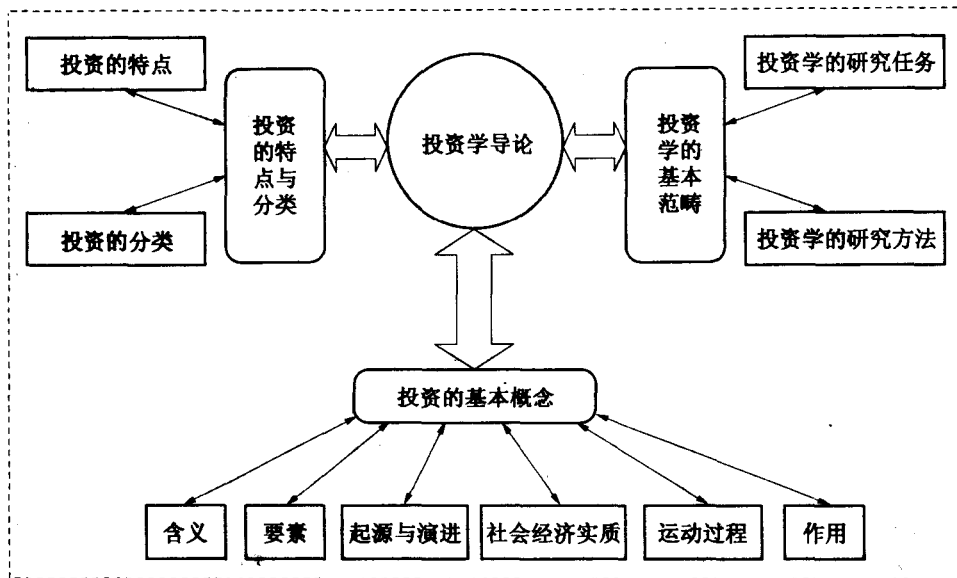 投资的特点
投资的分类
投资
的特
点与
分类
投资学导论
投资
学的
基本
范畴
投资学的研究任务
投资学的研究方法
投资的基本概念
含义
要素
起源与演进
社会经济实质
运动过程
作用